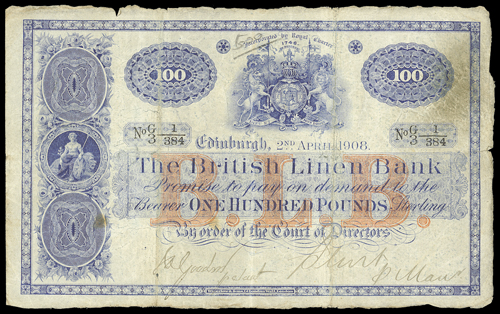 Incorporated by Royal Charter
1746.
100 100
No G/3 1/384 No G/3 1/384
Edinburgh, 2ND APRIL 1908.
The British Linen Bank
Promise to pay on demand to the
Bearer ONE HUNDRED POUNDS Sterling
B.L.B.
By order of the Court of Directors